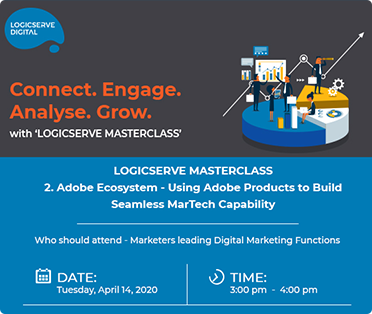 LOGICSERVE
DIGITAL
Connect. Engage.
Analyse. Grow.
with ‘LOGICSERVE MASTERCLASS’
LOGICSERVE MASTERCLASS
2. Adobe Ecosystem - Using Adobe Products to Build
Seamless MarTech Capability
Who should attend - Marketers leading Digital Marketing Functions
DATE:
Tuesday, April 14, 2020
TIME:
3:00 pm - 4:00 pm